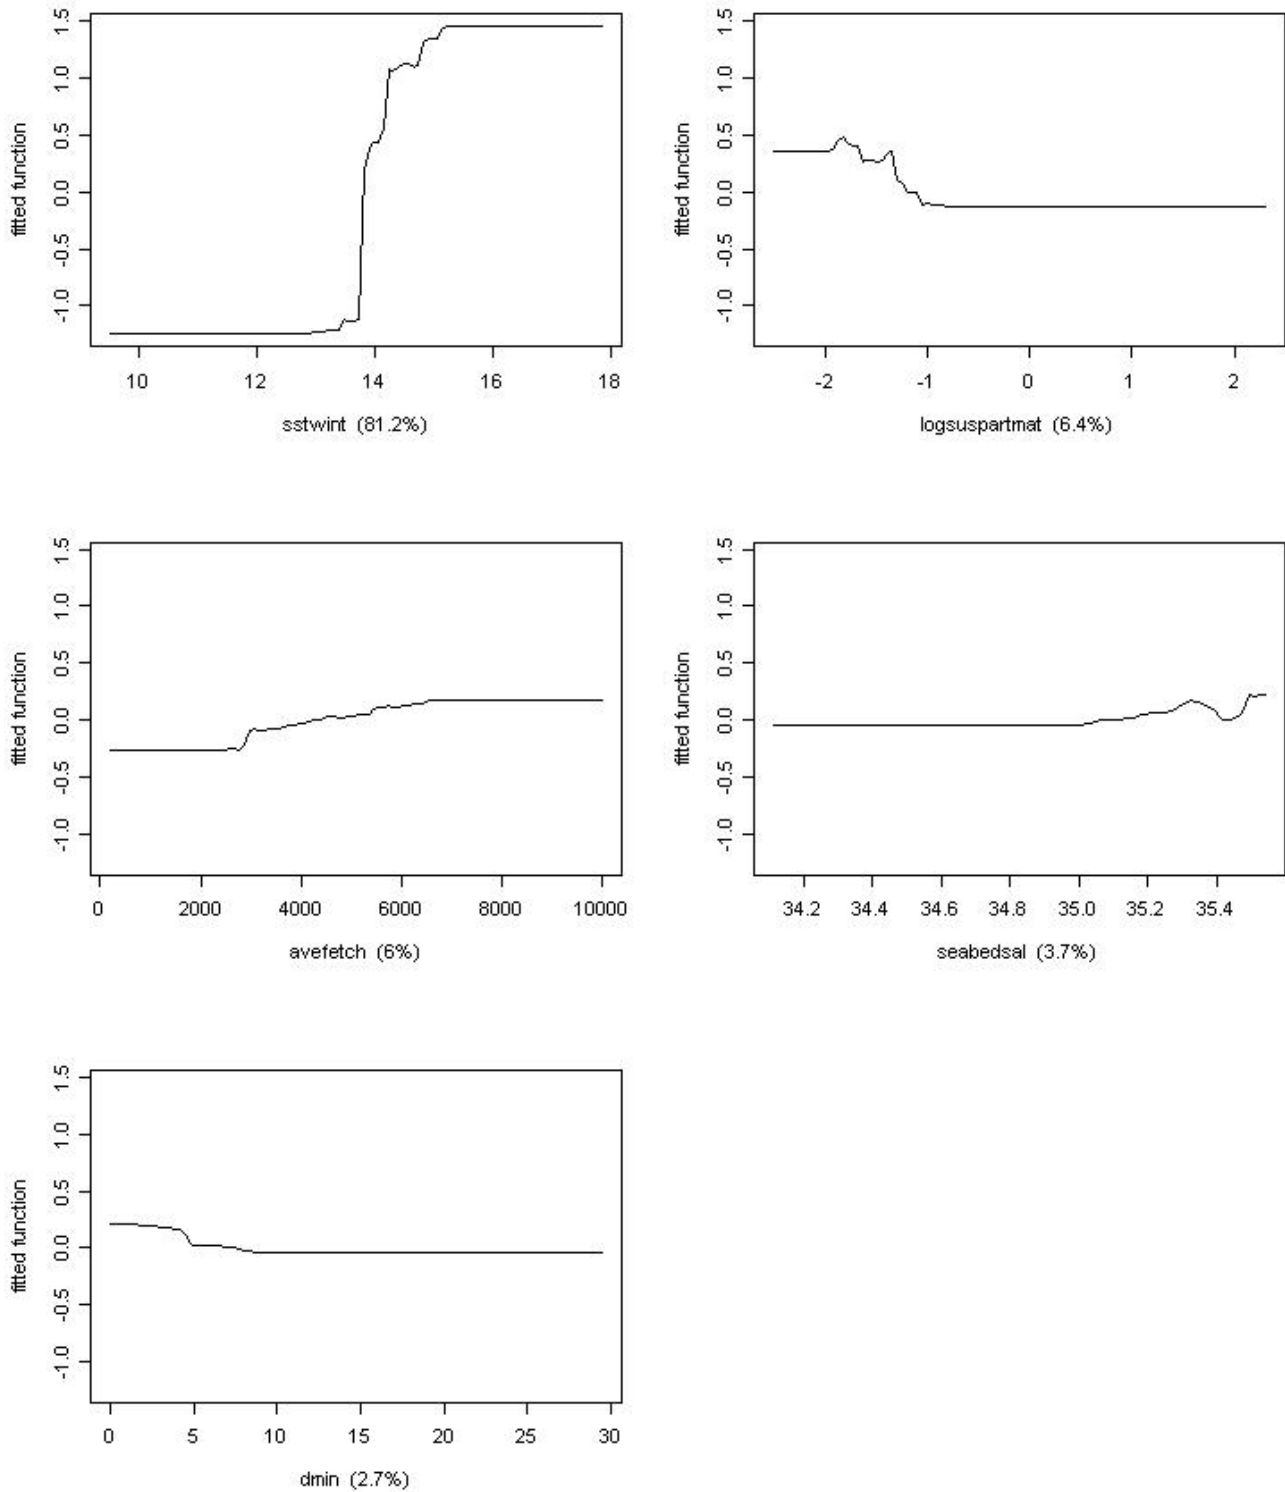 1.5
1.0
0.5
0.0
-0.5
-1.0
fitted function
10 12 14 16 18
sstwint (81.2%)
1.5
1.0
0.5
0.0
-0.5
-1.0
fitted function
-2 -1 0 1 2
logsuspartmat (6.4%)
1.5
1.0
0.5
0.0
-0.5
-1.0
fitted function
0 2000 4000 6000 8000 10000
avefetch (6%)
1.5
1.0
0.5
0.0
-0.5
-1.0
fitted function
34.2 34.4 34.6 34.8 35.0 35.2 35.4
seabedsal (3.7%)
1.5
1.0
0.5
0.0
-0.5
-1.0
fitted function
0 5 10 15 20 25 30
dmin (2.7%)